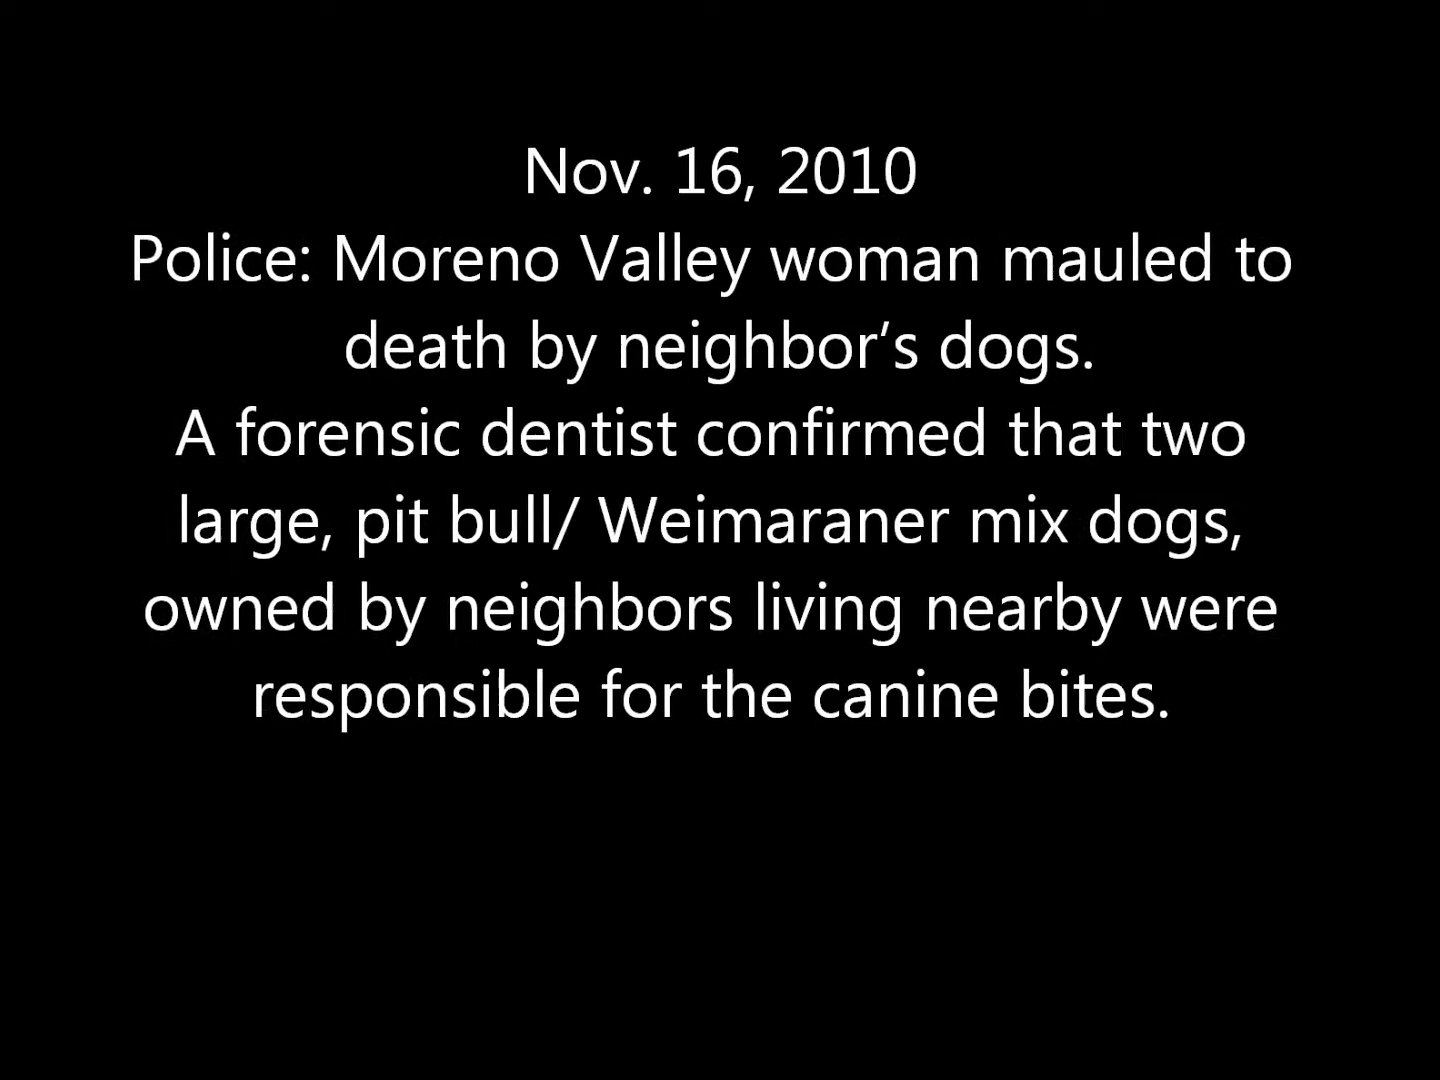 Nov. 16, 2010
Police: Moreno Valley woman mauled to
death by neighbor’s dogs.
A forensic dentist confirmed that two
large, pit bull/ Weimaraner mix dogs,
owned by neighbors living nearby were
responsible for the canine bites.